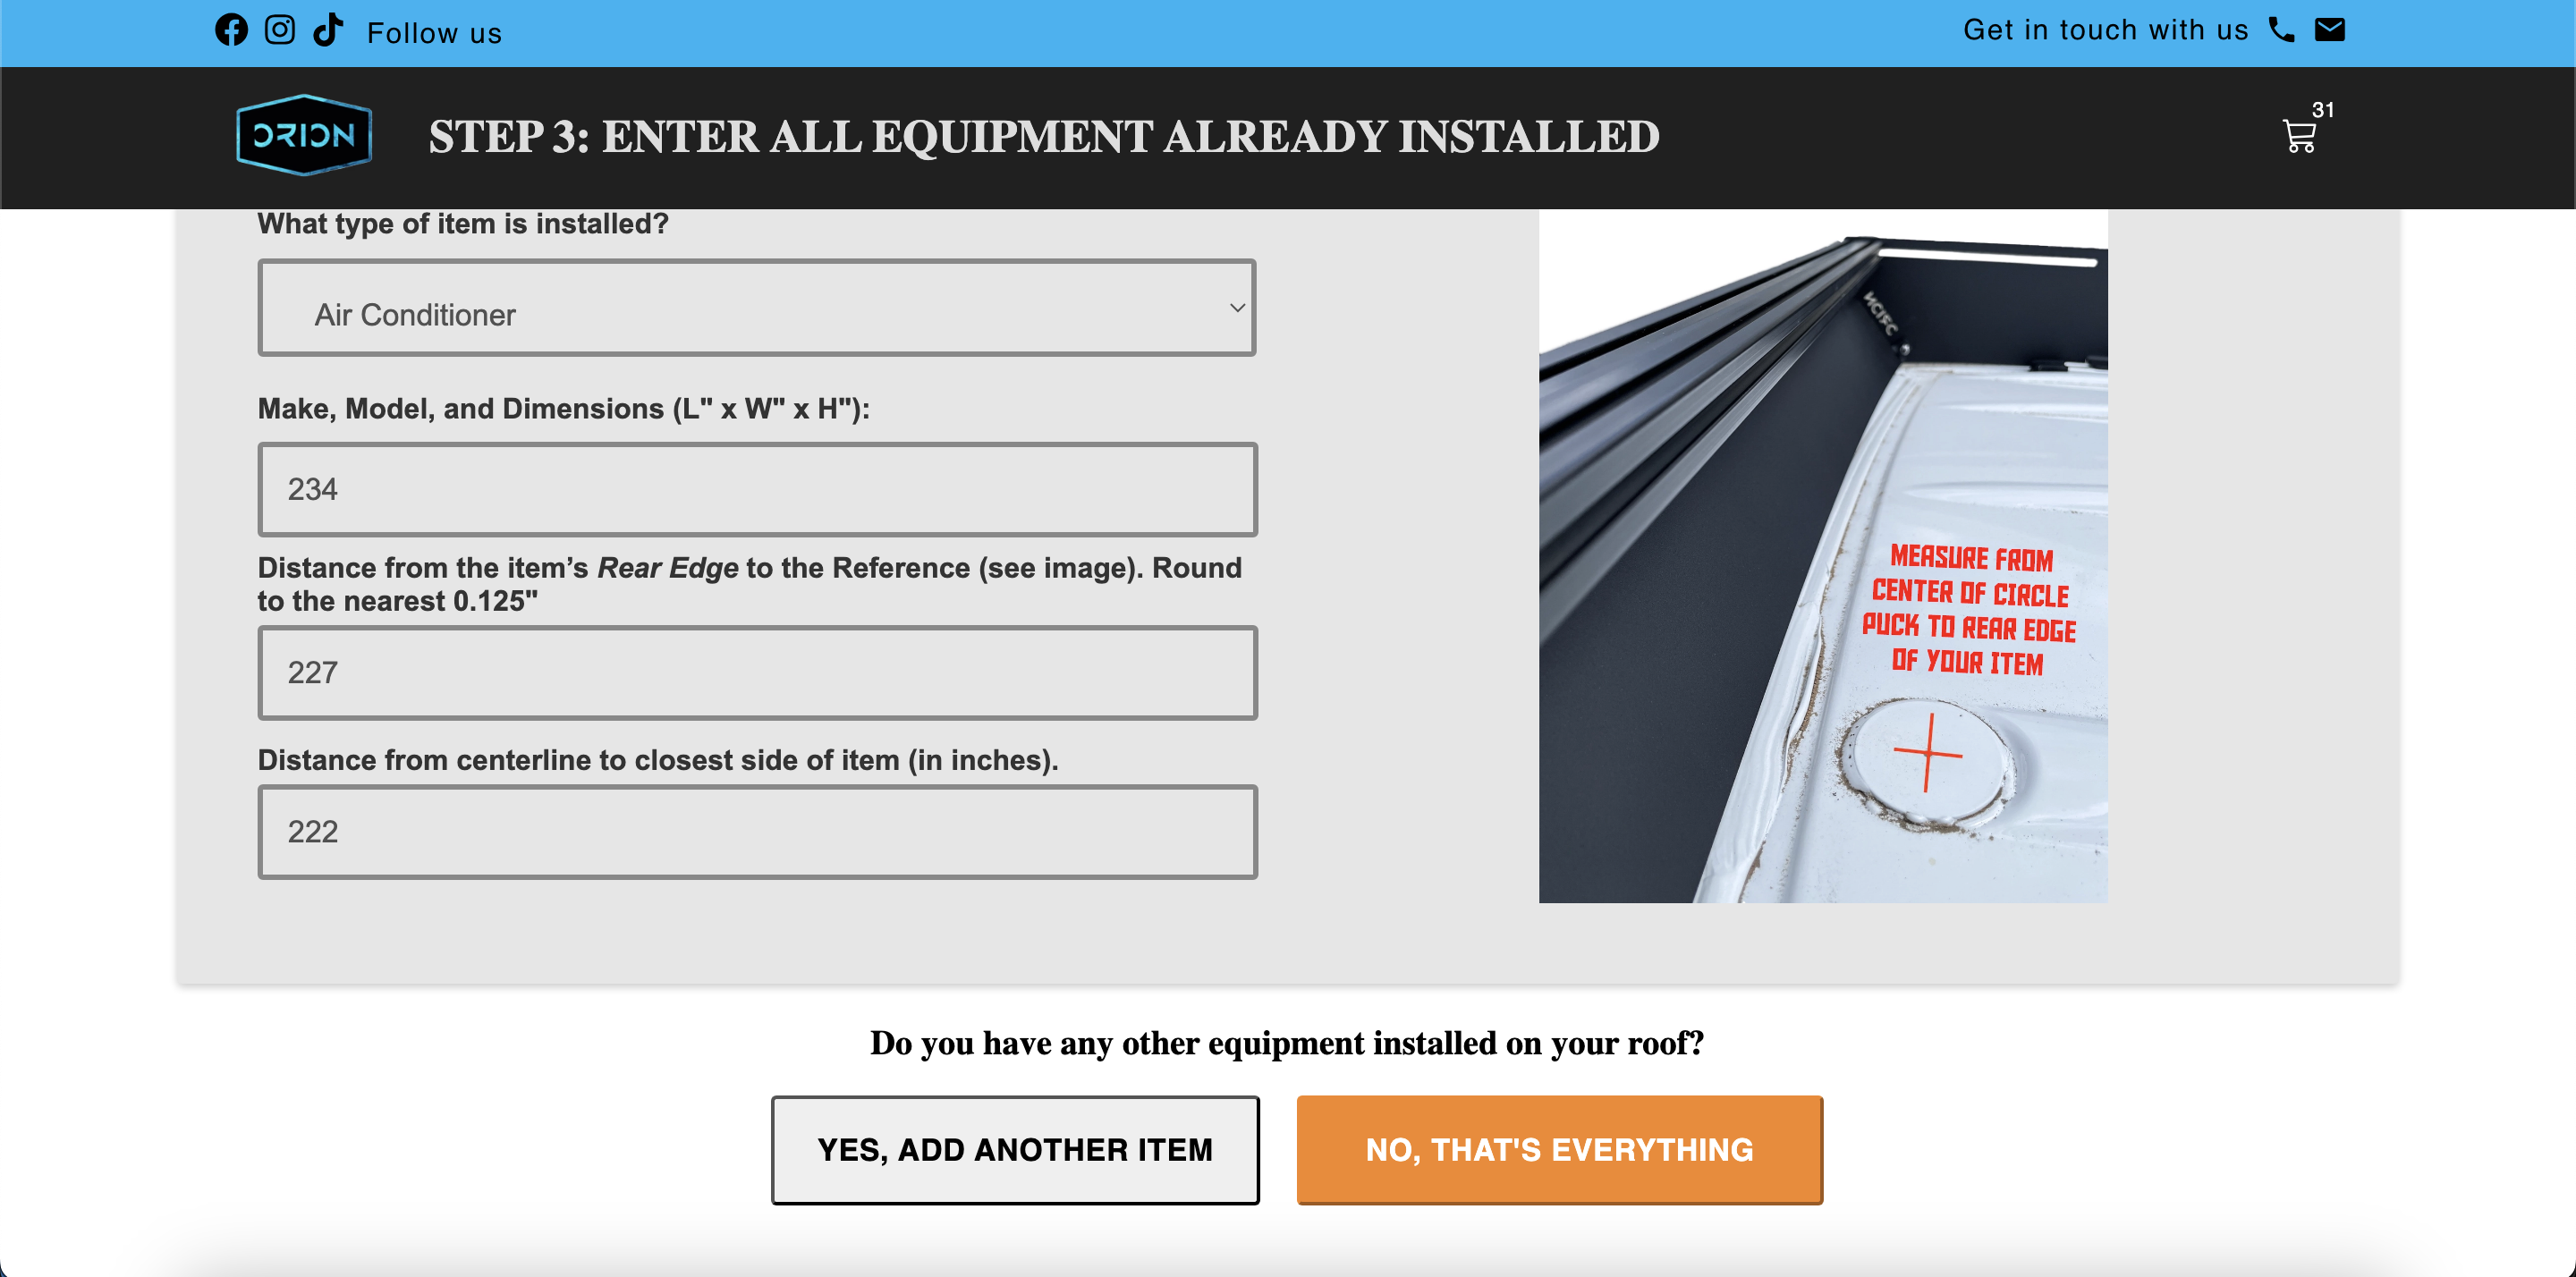 Follow us
Get in touch with us
ORION
STEP 3: ENTER ALL EQUIPMENT ALREADY INSTALLED
31
What type of item is installed?
Air Conditioner
Make, Model, and Dimensions (L" x W" x H"):
234
Distance from the item’s Rear Edge to the Reference (see image). Round
to the nearest 0.125"
227
Distance from centerline to closest side of item (in inches).
222
ORION
MEASURE FROM
CENTER OF CIRCLE
PUCK TO REAR EDGE
OF YOUR ITEM
Do you have any other equipment installed on your roof?
YES, ADD ANOTHER ITEM
NO, THAT'S EVERYTHING